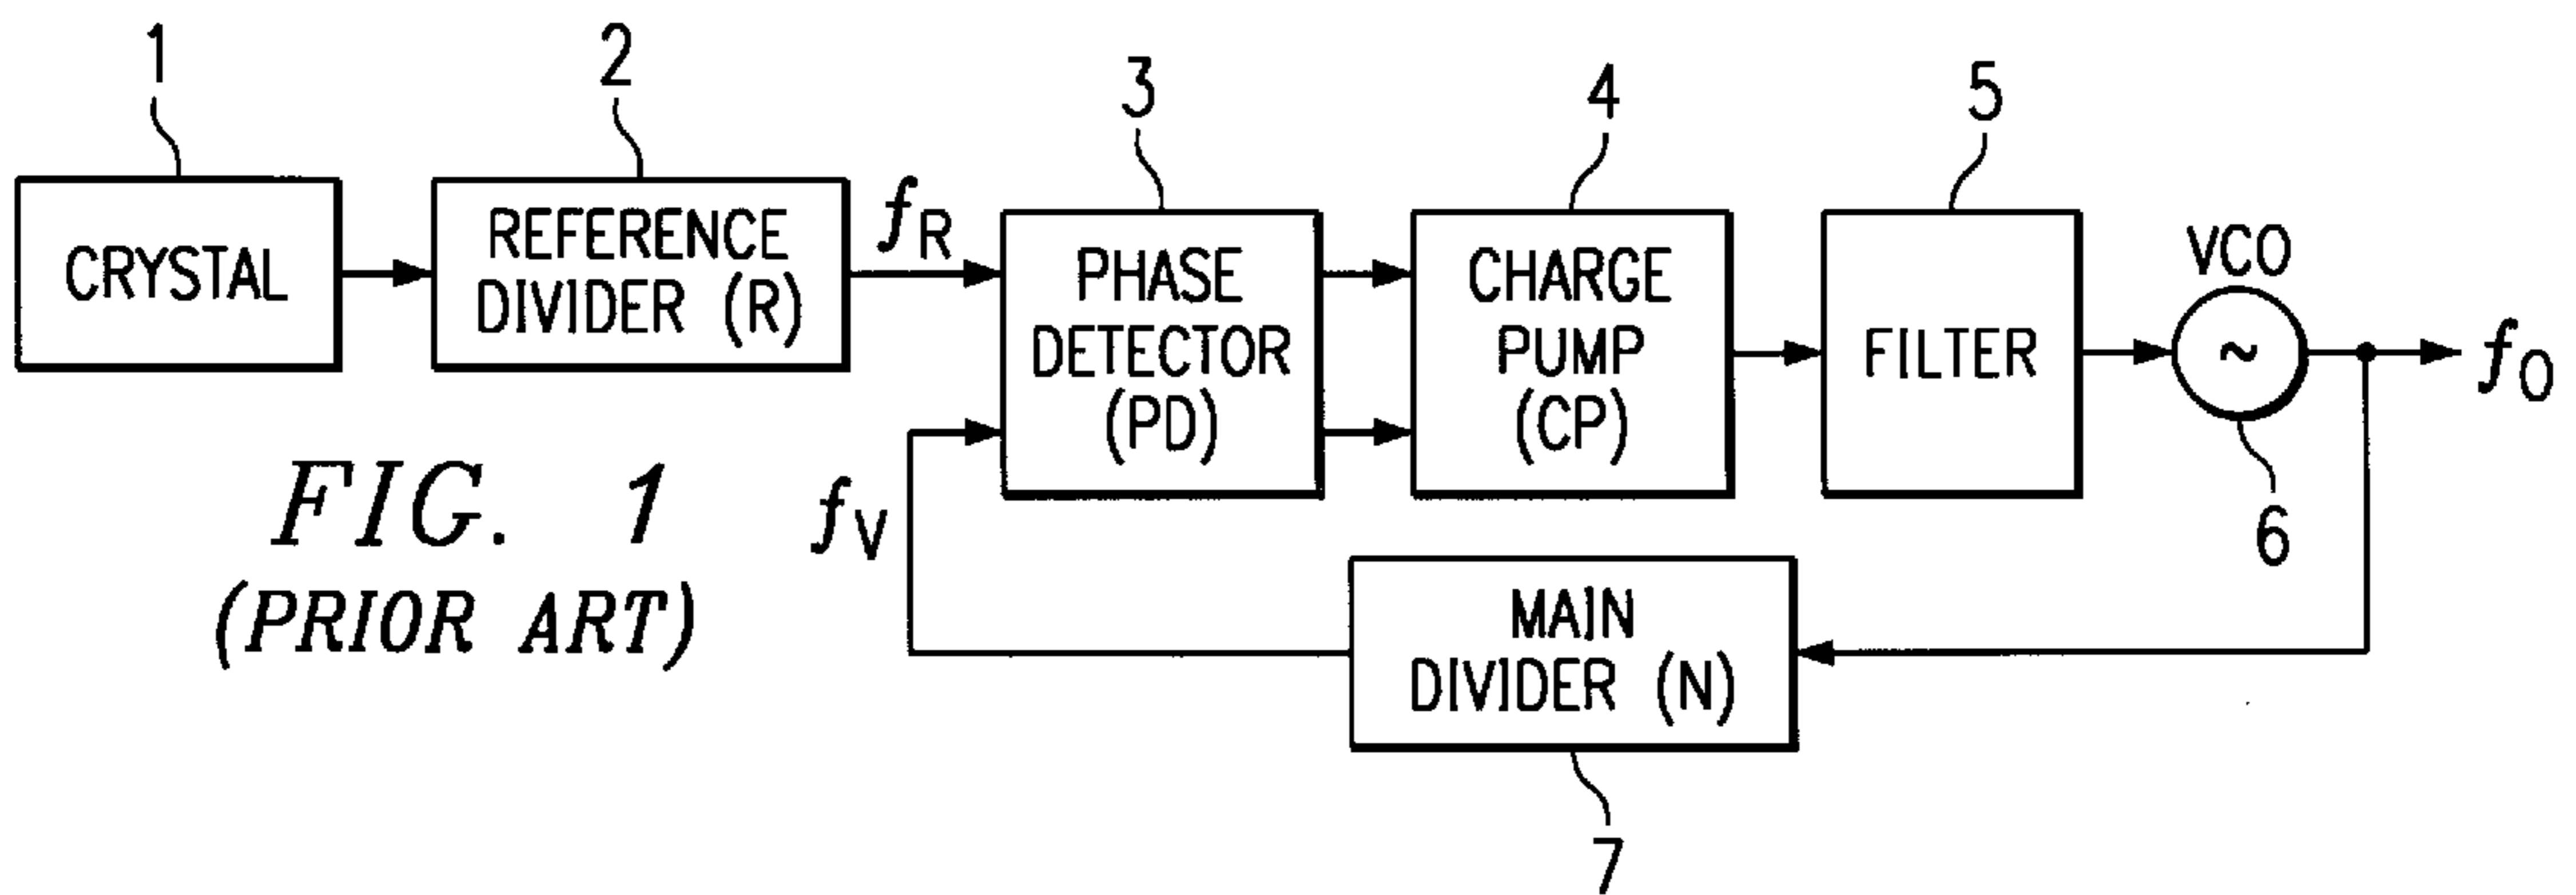 1
2
3
4
5
CRYSTAL
REFERENCE
DIVIDER (R)
fR
PHASE
DETECTOR
(PD)
CHARGE
PUMP
(CP)
FILTER
VCO
~
fO
6
fV
MAIN
DIVIDER (N)
7
FIG. 1
(PRIOR ART)